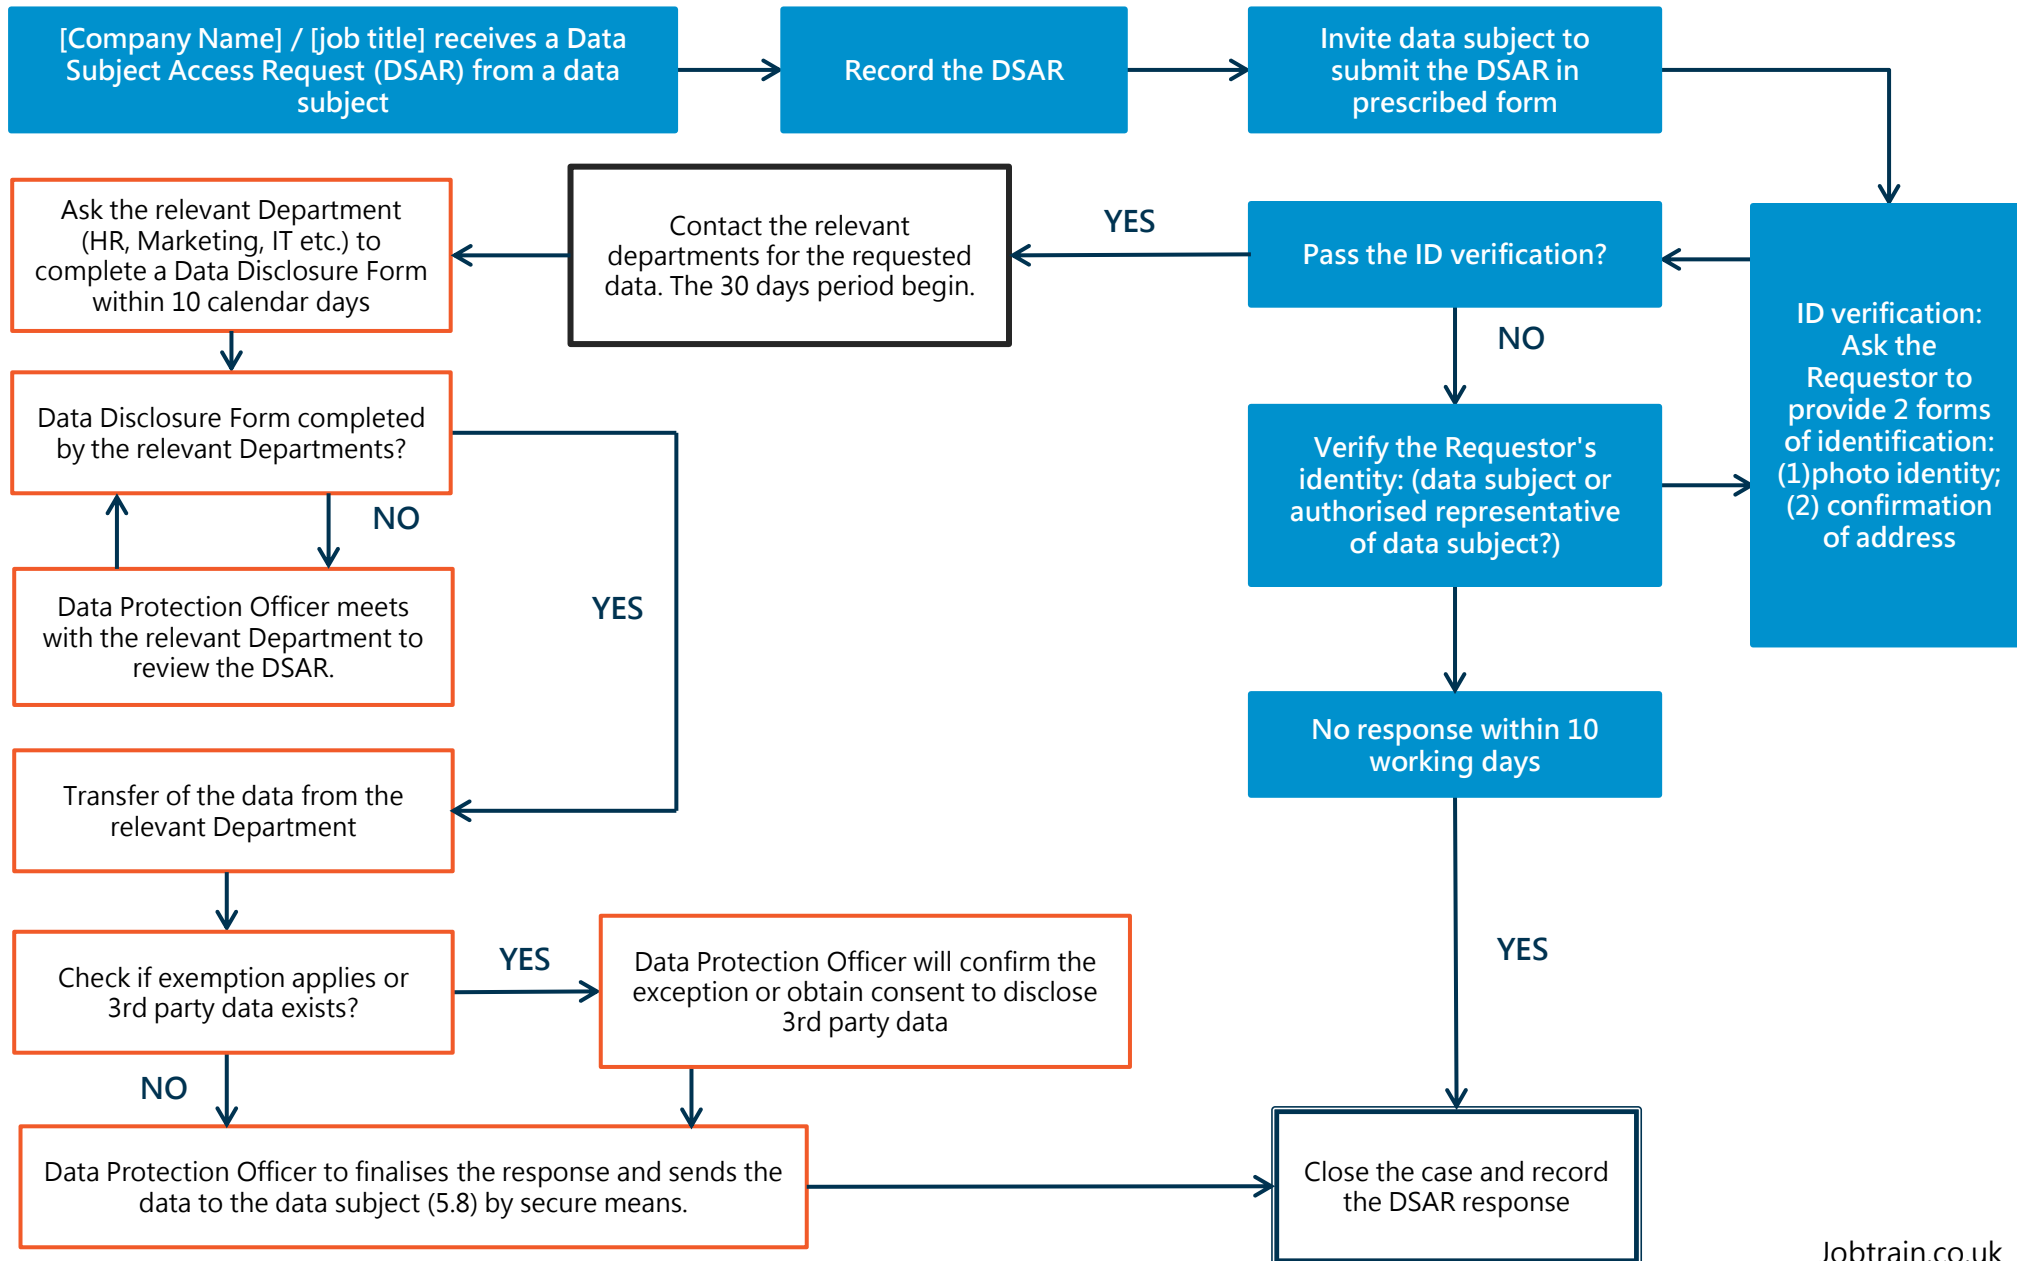 [Company Name] / [job title] receives a Data
Subject Access Request (DSAR) from a data
subject
Record the DSAR
Invite data subject to
submit the DSAR in
prescribed form
ID verification:
Ask the
Requestor to
provide 2 forms
of identification:
(1)photo identity;
(2) confirmation
of address
Pass the ID verification?
YES
NO
Contact the relevant
departments for the requested
data. The 30 days period begin.
Ask the relevant Department
(HR, Marketing, IT etc.) to
complete a Data Disclosure Form
within 10 calendar days
Verify the Requestor's
identity: (data subject or
authorised representative
of data subject?)
Data Disclosure Form completed
by the relevant Departments?
NO
YES
Data Protection Officer meets
with the relevant Department to
review the DSAR.
No response within 10
working days
YES
Transfer of the data from the
relevant Department
Check if exemption applies or
3rd party data exists?
YES
NO
Data Protection Officer will confirm the
exception or obtain consent to disclose
3rd party data
Data Protection Officer to finalises the response and sends the
data to the data subject (5.8) by secure means.
Close the case and record
the DSAR response
Jobtrain.co.uk